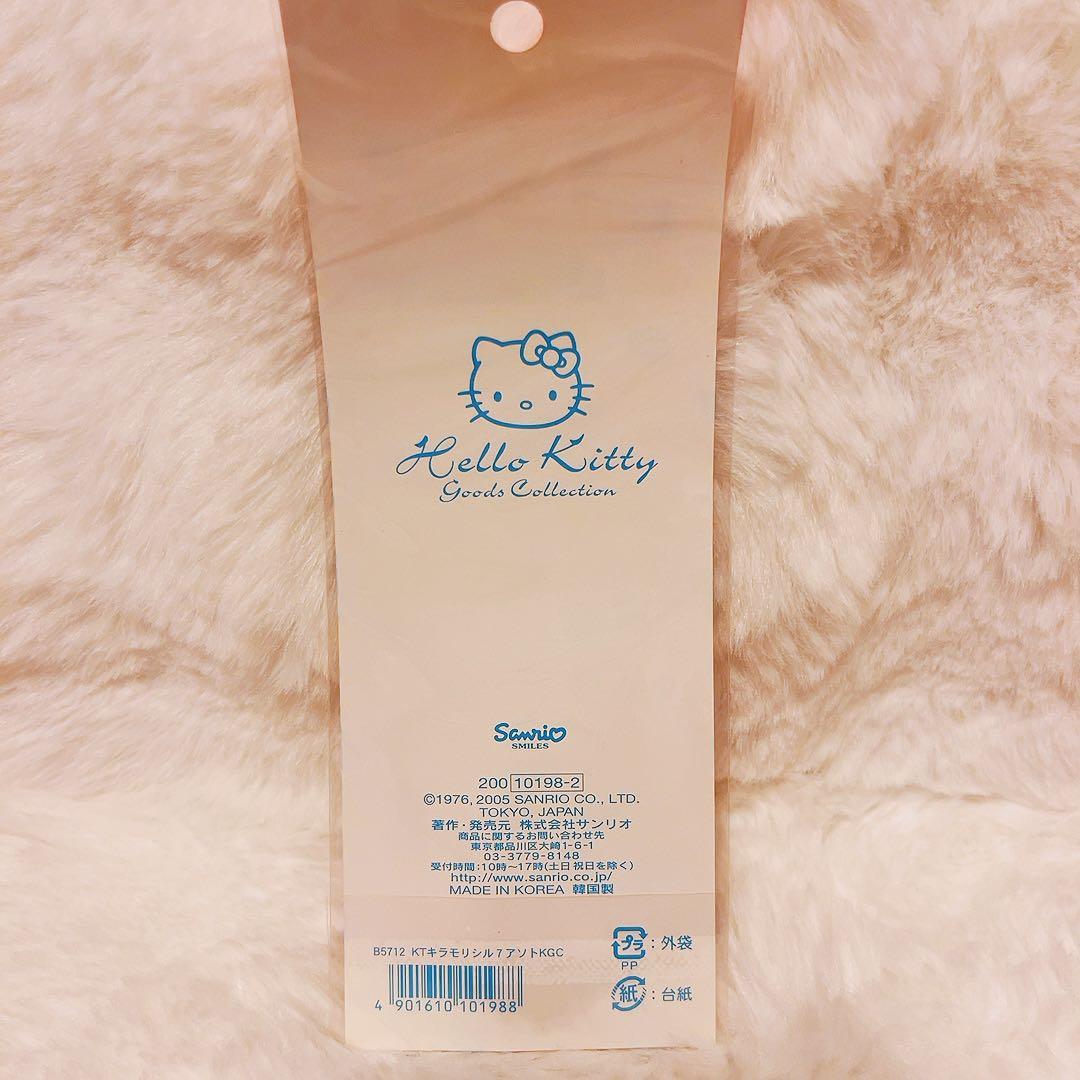 Hello Kitty
Goods Collection
Sanrio
SMILES
200 10198-2
©1976, 2005 SANRIO CO., LTD.
TOKYO, JAPAN
著作・発売元 株式会社サンリオ
商品に関するお問い合わせ先
東京都品川区大崎1-6-1
03-3779-8148
受付時間:10時～17時(土日祝日を除く)
http://www.sanrio.co.jp/
MADE IN KOREA 韓国製
B5712 KTキラモリシル7アソトKGC
4 901610 101988
プラ : 外袋
PP
紙 : 台紙